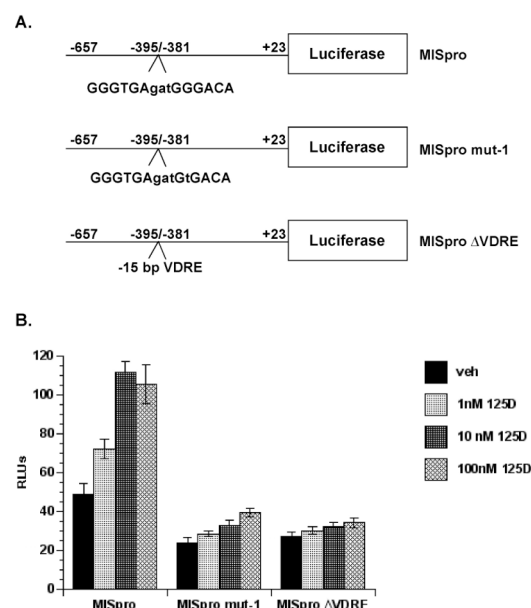 A.
-657 -395/-381 +23 Luciferase MISpro
GGGTGAgatGGGACA
-657 -395/-381 +23 Luciferase MISpro mut-1
GGGTGAgatGtGACA
-657 -395/-381 +23 Luciferase MISpro ΔVDRE
-15 bp VDRE
B.
RLUs
120
100
80
60
40
20
0
MISpro MISpro mut-1 MISpro ΔVDRE
veh
1nM 125D
10 nM 125D
100nM 125D